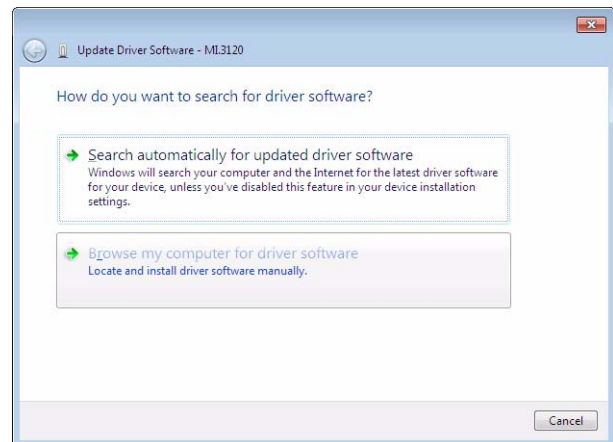 Update Driver Software - MI.3120
How do you want to search for driver software?
Search automatically for updated driver software
Windows will search your computer and the Internet for the latest driver software
for your device, unless you've disabled this feature in your device installation
settings.
Browse my computer for driver software
Locate and install driver software manually.
Cancel